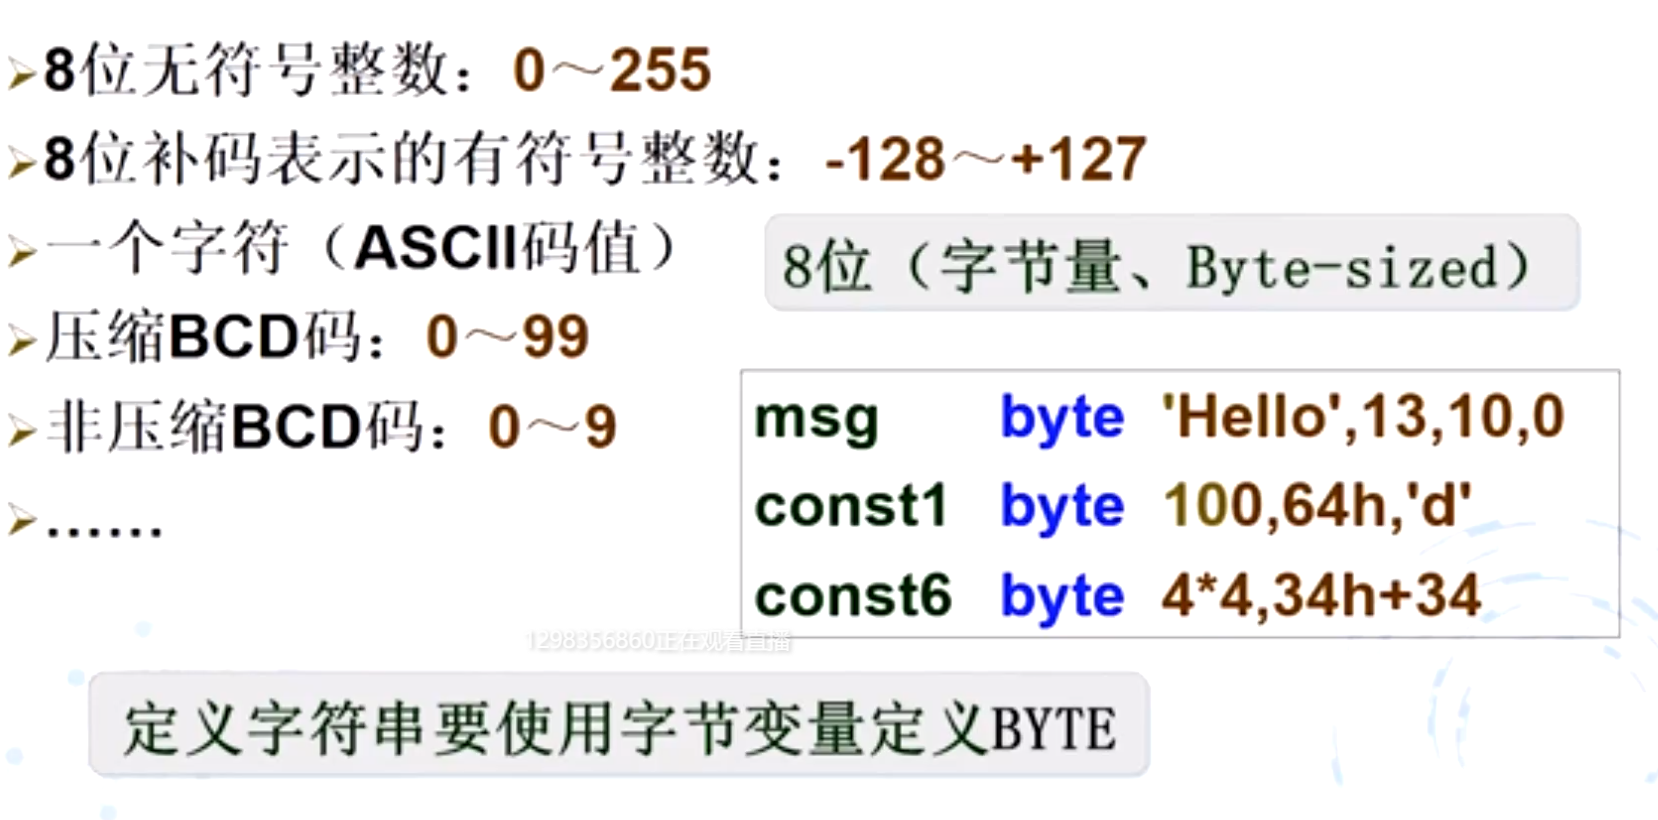 8位无符号整数：0～255
8位补码表示的有符号整数：-128～+127
一个字符（ASCII码值）
8位（字节量、Byte-sized）
压缩BCD码：0～99
非压缩BCD码：0～9
......
msg byte 'Hello',13,10,0
const1 byte 100,64h,'d'
const6 byte 4*4,34h+34
1298356860正在观看直播
定义字符串要使用字节变量定义BYTE